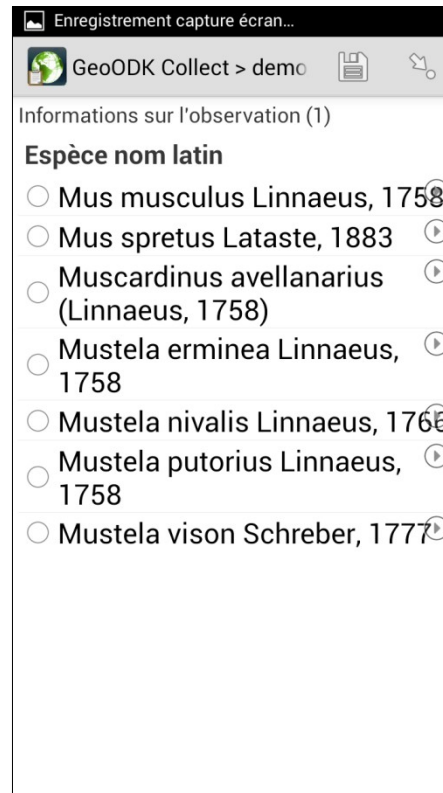 Enregistrement capture écran...
GeoODK Collect > demo
Informations sur l'observation (1)
Espèce nom latin
Mus musculus Linnaeus, 1758
Mus spretus Lataste, 1883
Muscardinus avellanarius
(Linnaeus, 1758)
Mustela erminea Linnaeus,
1758
Mustela nivalis Linnaeus, 1766
Mustela putorius Linnaeus,
1758
Mustela vison Schreber, 1777